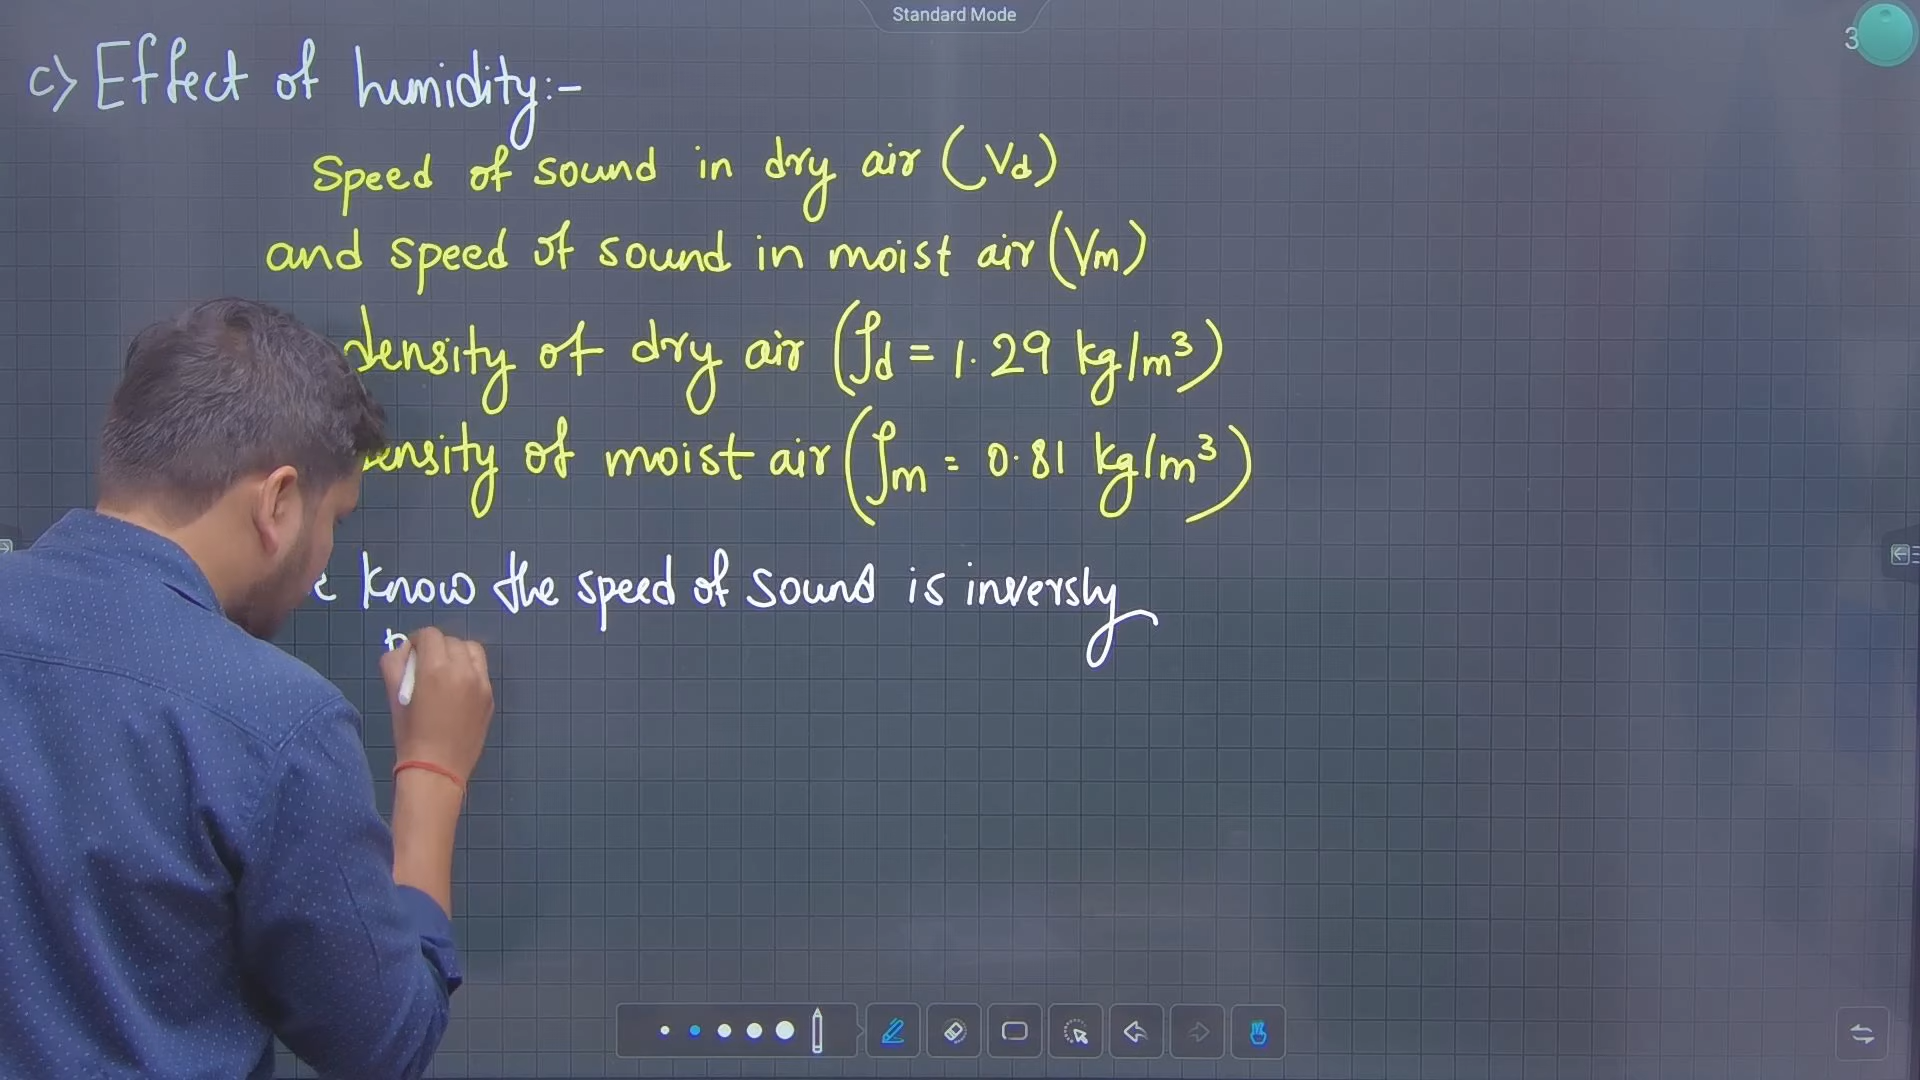 Standard Mode
3
c) Effect of humidity:-
Speed of sound in dry air (Vd)
and speed of sound in moist air (Vm)
density of dry air (ρd = 1.29 kg/m³)
density of moist air (ρm = 0.81 kg/m³)
know the speed of sound is inversly